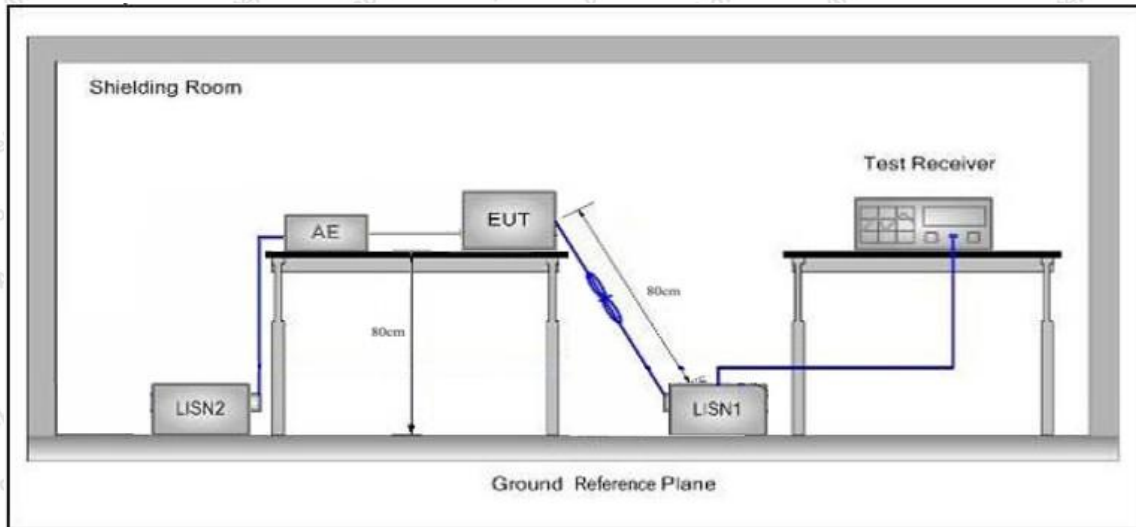 Shielding Room
Test Receiver
EUT
AE
80cm
80cm
LISN2
LISN1
Ground Reference Plane